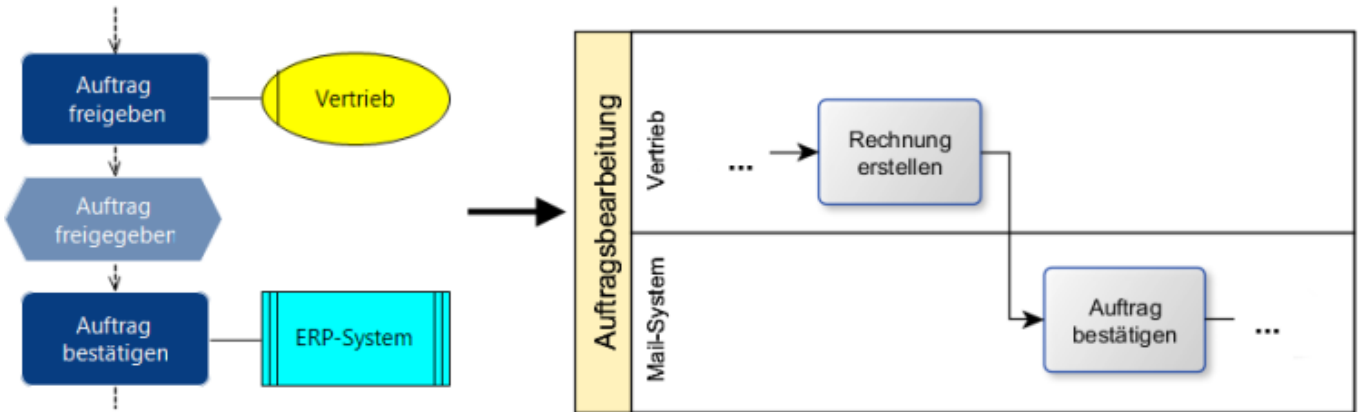 Auftrag
freigeben
Vertrieb
Auftrag
freigegeben
Auftrag
bestätigen
ERP-System
Auftragsbearbeitung
Vertrieb
...
Rechnung
erstellen
Mail-System
Auftrag
bestätigen
...